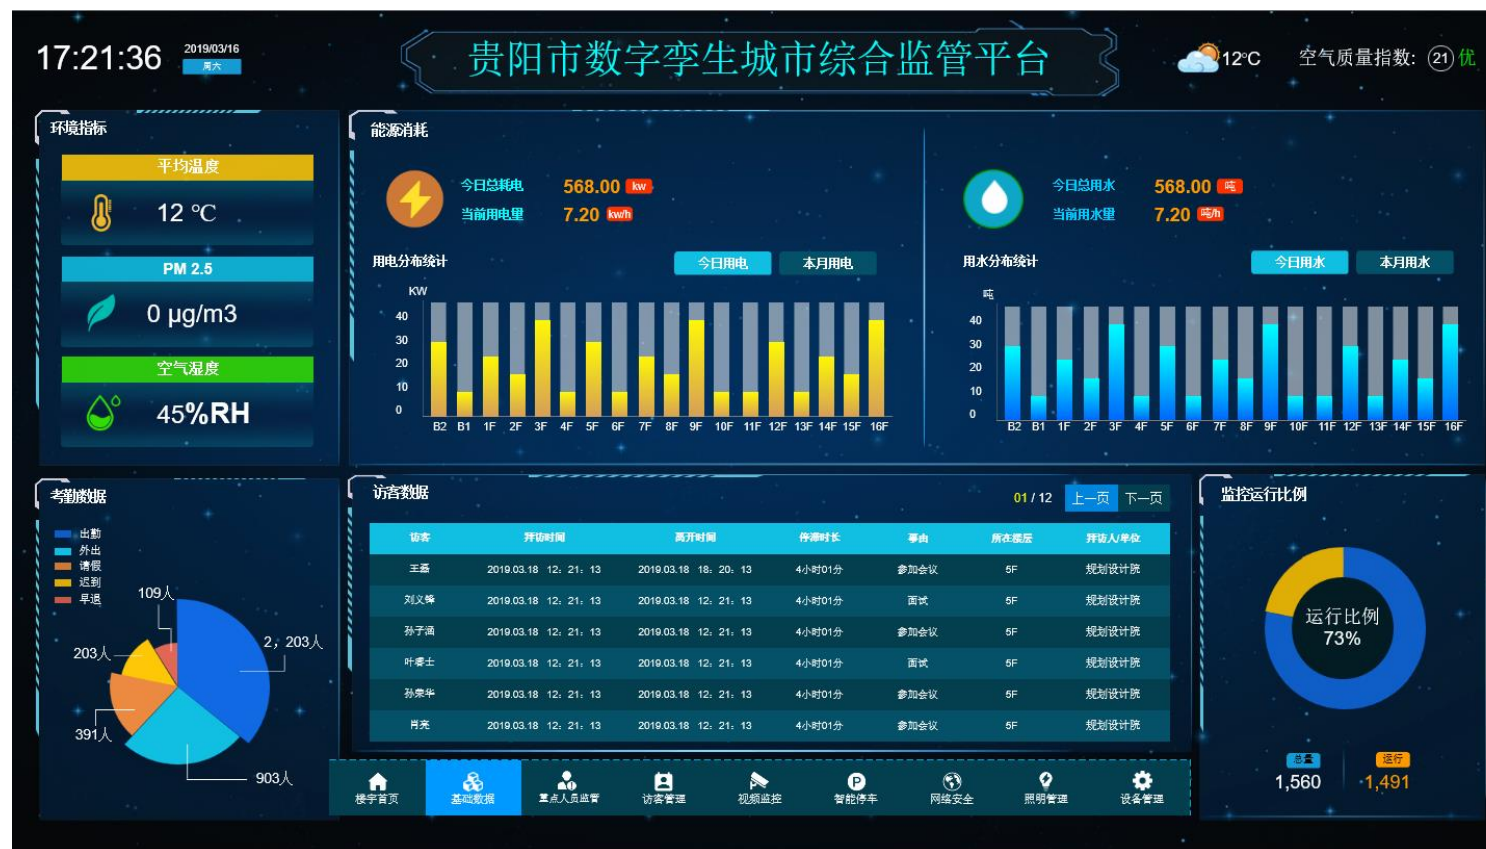 17:21:36
2019/03/16
周六
贵阳市数字孪生城市综合监管平台
12°C
空气质量指数: 21 优
环境指标
平均温度
12 °C
PM 2.5
0 µg/m3
空气湿度
45%RH
能源消耗
今日总耗电 568.00 kw
当前用电量 7.20 kw/h
用电分布统计
今日用电 本月用电
KW
40
30
20
10
0
B2 B1 1F 2F 3F 4F 5F 6F 7F 8F 9F 10F 11F 12F 13F 14F 15F 16F
今日总用水 568.00 吨
当前用水量 7.20 吨/h
用水分布统计
今日用水 本月用水
吨
40
30
20
10
0
B2 B1 1F 2F 3F 4F 5F 6F 7F 8F 9F 10F 11F 12F 13F 14F 15F 16F
考勤数据
出勤
外出
请假
迟到
早退
109人
2，203人
203人
391人
903人
访客数据
01 / 12 上一页 下一页
访客 拜访时间 离开时间 停滞时长 事由 所在楼层 拜访人/单位
王磊 2019.03.18 12：21：13 2019.03.18 18：20：13 4小时01分 参加会议 5F 规划设计院
刘义锋 2019.03.18 12：21：13 2019.03.18 12：21：13 4小时01分 面试 5F 规划设计院
孙子涵 2019.03.18 12：21：13 2019.03.18 12：21：13 4小时01分 参加会议 5F 规划设计院
叶睿士 2019.03.18 12：21：13 2019.03.18 12：21：13 4小时01分 面试 5F 规划设计院
孙荣华 2019.03.18 12：21：13 2019.03.18 12：21：13 4小时01分 参加会议 5F 规划设计院
肖亮 2019.03.18 12：21：13 2019.03.18 12：21：13 4小时01分 参加会议 5F 规划设计院
监控运行比例
运行比例
73%
总量 运行
1,560 1,491
楼宇首页 基础数据 重点人员监管 访客管理 视频监控 智能停车 网络安全 照明管理 设备管理
P